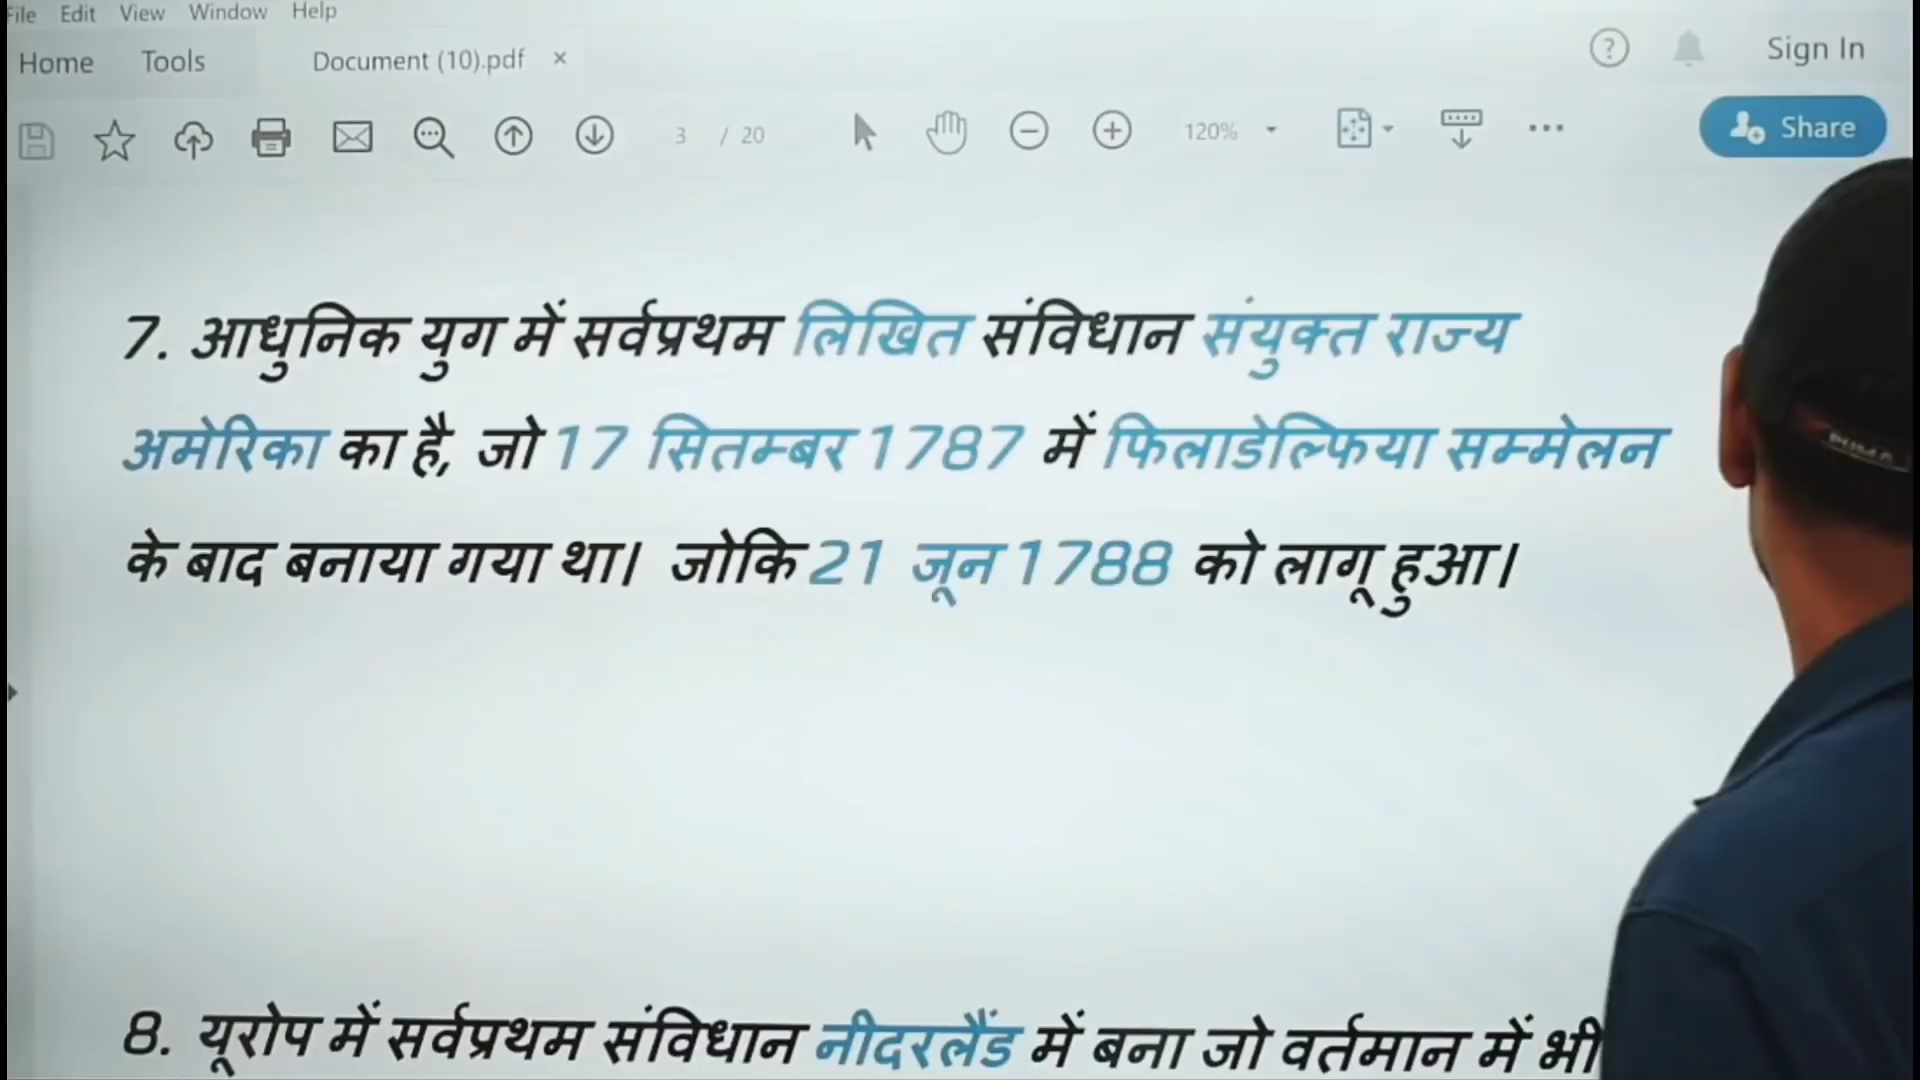 File Edit View Window Help
Home Tools Document (10).pdf × ? Sign In
3 / 20 120% Share
7. आधुनिक युग में सर्वप्रथम लिखित संविधान संयुक्त राज्य
अमेरिका का है, जो 17 सितम्बर 1787 में फिलाडेल्फिया सम्मेलन
के बाद बनाया गया था। जोकि 21 जून 1788 को लागू हुआ।
8. यूरोप में सर्वप्रथम संविधान नीदरलैंड में बना जो वर्तमान में भी